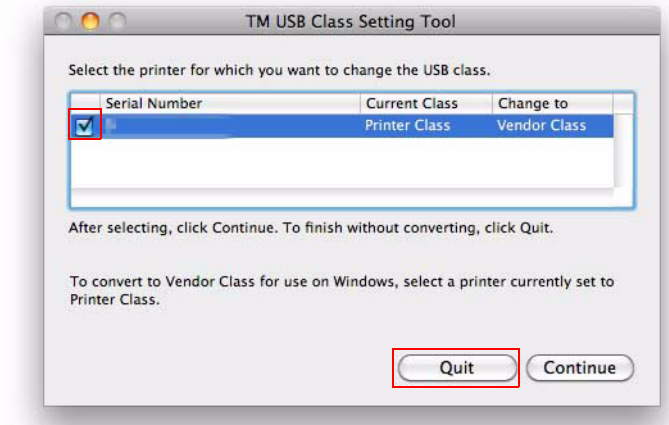 TM USB Class Setting Tool
Select the printer for which you want to change the USB class.
Serial Number Current Class Change to
Printer Class Vendor Class
After selecting, click Continue. To finish without converting, click Quit.
To convert to Vendor Class for use on Windows, select a printer currently set to
Printer Class.
Quit Continue